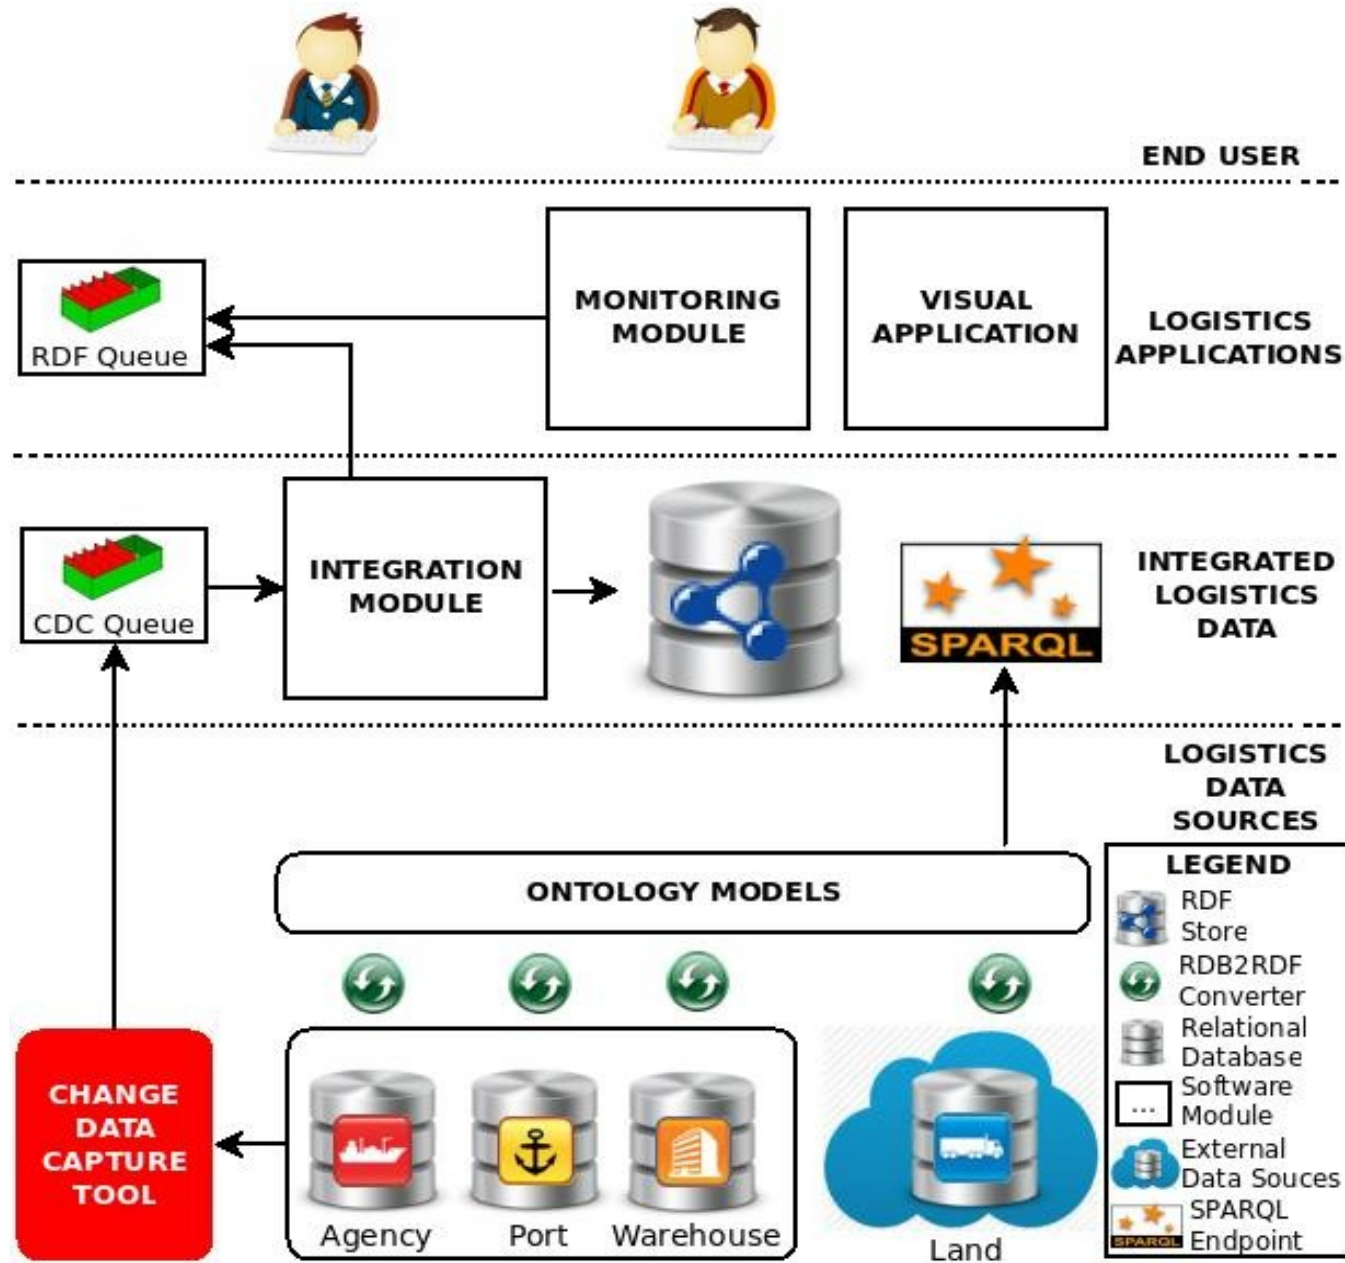 END USER
MONITORING
MODULE
VISUAL
APPLICATION
LOGISTICS
APPLICATIONS
RDF Queue
INTEGRATION
MODULE
CDC Queue
SPARQL
INTEGRATED
LOGISTICS
DATA
LOGISTICS
DATA
SOURCES
ONTOLOGY MODELS
CHANGE
DATA
CAPTURE
TOOL
Agency
Port
Warehouse
Land
LEGEND
RDF
Store
RDB2RDF
Converter
Relational
Database
...
Software
Module
External
Data Souces
SPARQL
SPARQL
Endpoint